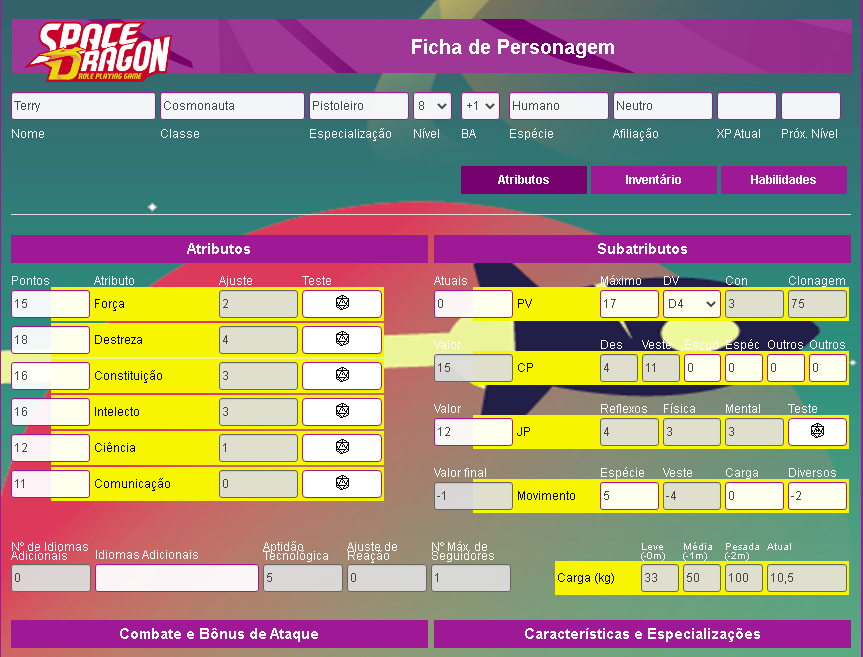 SPACE
DRAGON
ROLE PLAYING GAME
Ficha de Personagem
Terry Cosmonauta Pistoleiro 8 +1 Humano Neutro
Nome Classe Especialização Nível BA Espécie Afiliação XP Atual Próx. Nível
Atributos Inventário Habilidades
Atributos
Pontos Atributo Ajuste Teste
15 Força 2
18 Destreza 4
16 Constituição 3
16 Intelecto 3
12 Ciência 1
11 Comunicação 0
Subatributos
Atuais Máximo DV Con Clonagem
0 PV 17 D4 3 75
Valor Des Veste Escud Espéc Outros Outros
15 CP 4 11 0 0 0 0
Valor Reflexos Física Mental Teste
12 JP 4 3 3
Valor final Espécie Veste Carga Diversos
-1 Movimento 5 -4 0 -2
Nº de Idiomas Adicionais Idiomas Adicionais Aptidão Tecnológica Ajuste de Reação Nº Máx. de Seguidores
0 5 0 1
Leve (-0m) Média (-1m) Pesada (-2m) Atual
Carga (kg) 33 50 100 10,5
Combate e Bônus de Ataque
Características e Especializações